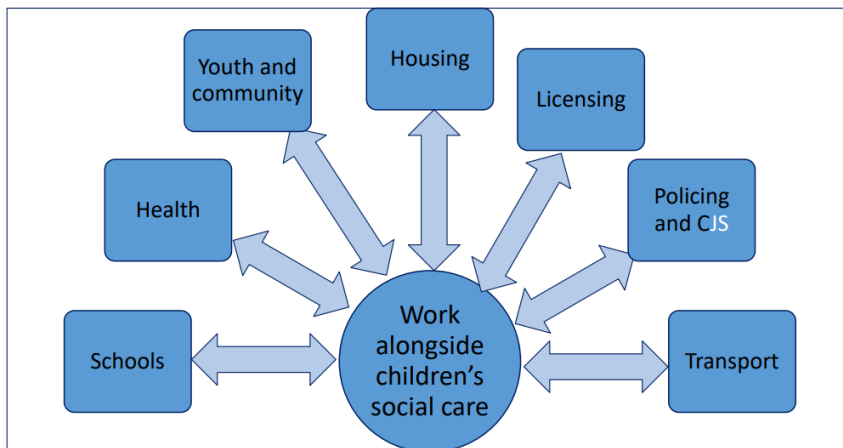 Housing
Youth and
community
Licensing
Health
Policing
and CJS
Schools
Work
alongside
children's
social care
Transport